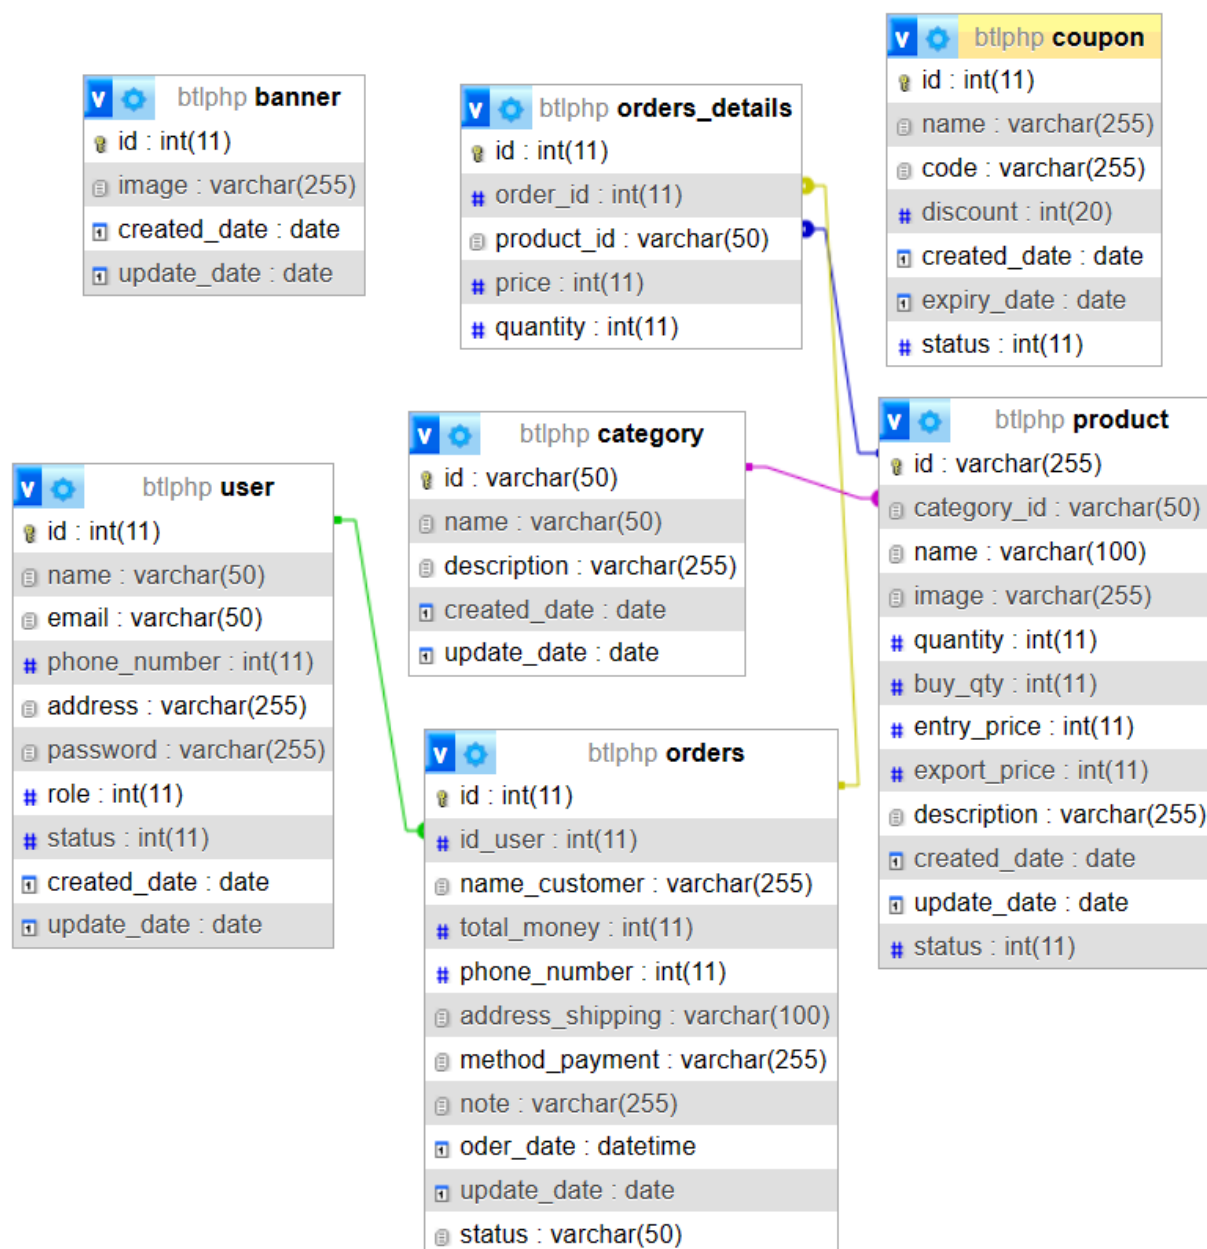 btlphp banner
id : int(11)
image : varchar(255)
created_date : date
update_date : date
btlphp orders_details
id : int(11)
order_id : int(11)
product_id : varchar(50)
price : int(11)
quantity : int(11)
btlphp coupon
id : int(11)
name : varchar(255)
code : varchar(255)
discount : int(20)
created_date : date
expiry_date : date
status : int(11)
btlphp user
id : int(11)
name : varchar(50)
email : varchar(50)
phone_number : int(11)
address : varchar(255)
password : varchar(255)
role : int(11)
status : int(11)
created_date : date
update_date : date
btlphp category
id : varchar(50)
name : varchar(50)
description : varchar(255)
created_date : date
update_date : date
btlphp product
id : varchar(255)
category_id : varchar(50)
name : varchar(100)
image : varchar(255)
quantity : int(11)
buy_qty : int(11)
entry_price : int(11)
export_price : int(11)
description : varchar(255)
created_date : date
update_date : date
status : int(11)
btlphp orders
id : int(11)
id_user : int(11)
name_customer : varchar(255)
total_money : int(11)
phone_number : int(11)
address_shipping : varchar(100)
method_payment : varchar(255)
note : varchar(255)
oder_date : datetime
update_date : date
status : varchar(50)